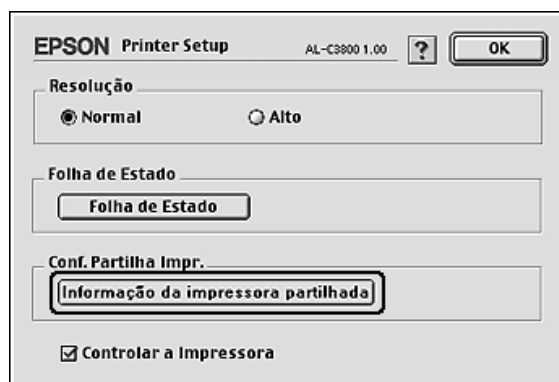 EPSON Printer Setup AL-C3800 1.00 ? OK
Resolução
Normal Alto
Folha de Estado
Folha de Estado
Conf. Partilha Impr.
Informação da impressora partilhada
Controlar a Impressora